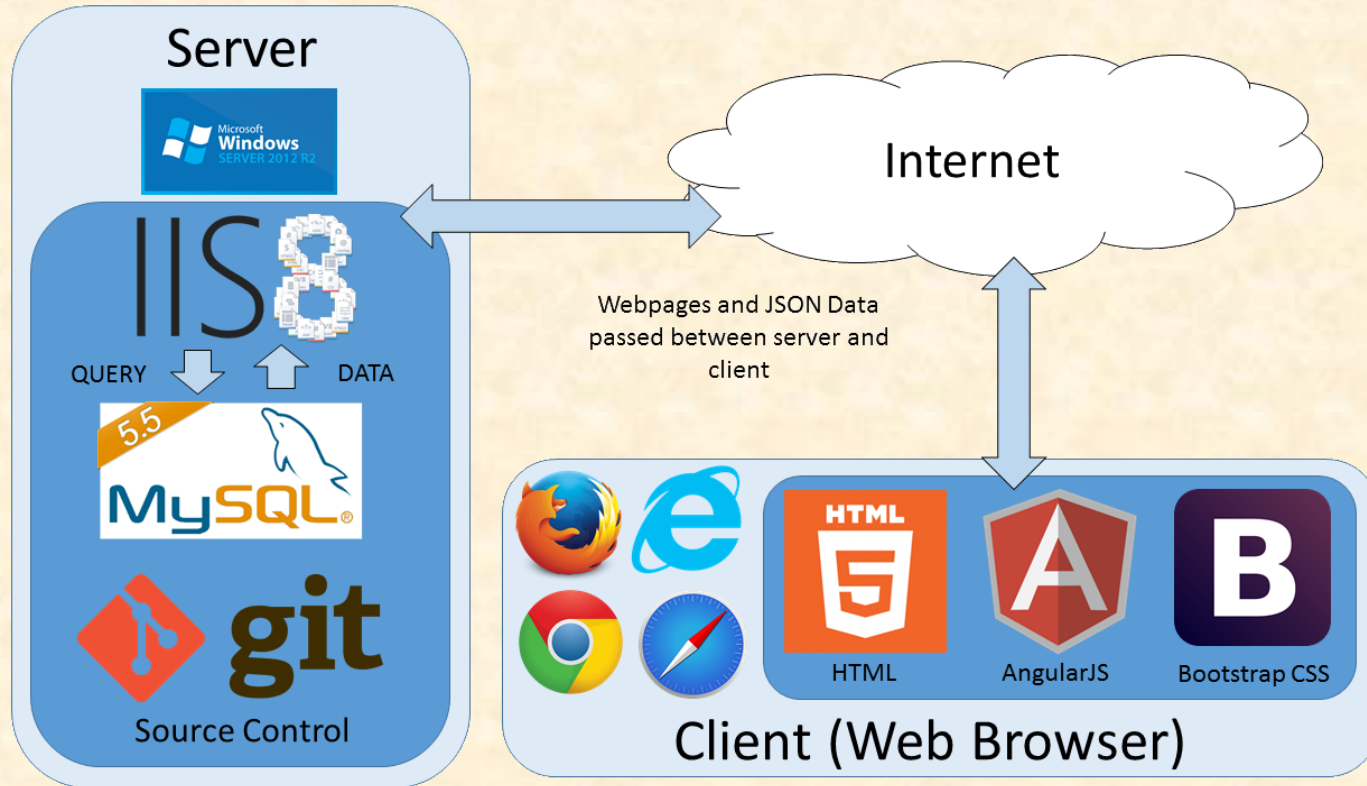 Server
Microsoft
Windows
SERVER 2012 R2
IIS8
QUERY
DATA
5.5
MySQL®
git
Source Control
Internet
Webpages and JSON Data
passed between server and
client
HTML
5
A
B
HTML
AngularJS
Bootstrap CSS
Client (Web Browser)